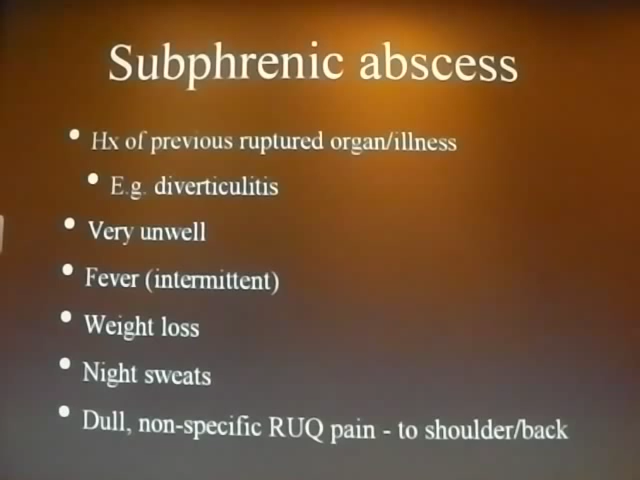 Subphrenic abscess
• Hx of previous ruptured organ/illness
• E.g. diverticulitis
• Very unwell
• Fever (intermittent)
• Weight loss
• Night sweats
• Dull, non-specific RUQ pain - to shoulder/back